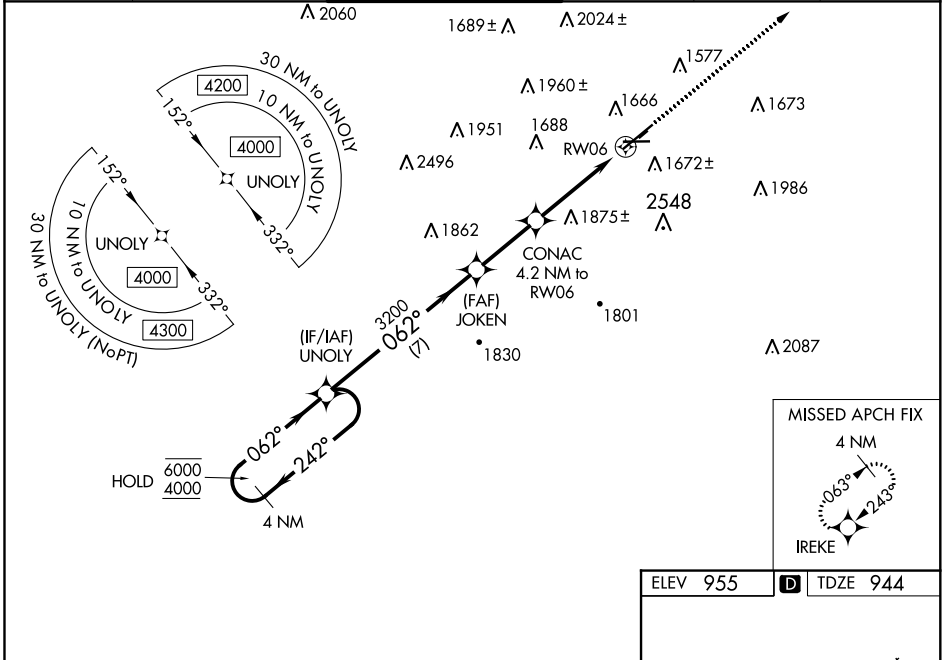 2060
1689±
2024±
1577
30 NM to UNOLY
4200
10 NM to UNOLY
152°
4000
UNOLY
332°
1960±
1666
1673
1951
1688
RW06
2496
1672±
1986
2548
1875±
1862
152°
UNOLY
4000
332°
10 NM to UNOLY
4300
30 NM to UNOLY (NoPT)
CONAC
4.2 NM to
RW06
(FAF)
JOKEN
1801
3200
062°
(7)
1830
2087
(IF/IAF)
UNOLY
062°
242°
HOLD
6000
4000
4 NM
MISSED APCH FIX
4 NM
063°
243°
IREKE
ELEV 955
D
TDZE 944